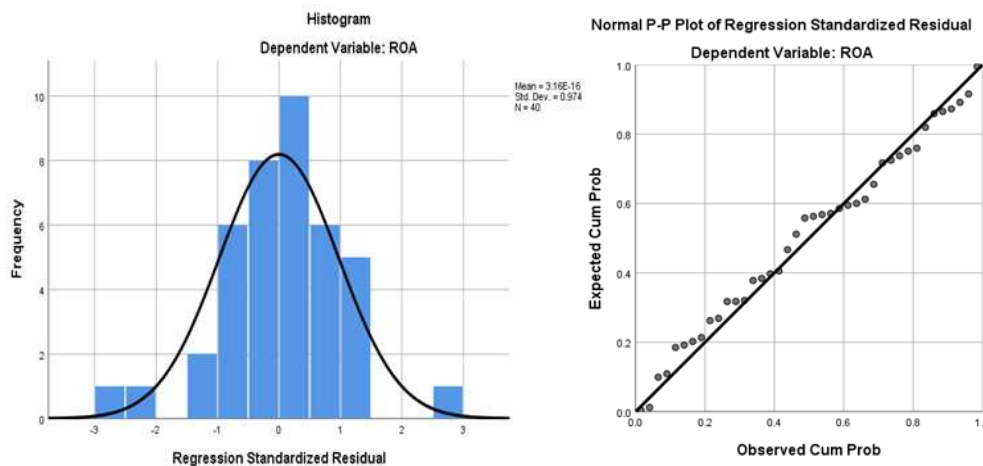 Histogram
Dependent Variable: ROA
Mean = 3.16E-16
Std. Dev. = 0.974
N = 40
Frequency
10
8
6
4
2
0
-3
-2
-1
0
1
2
3
Regression Standardized Residual
Normal P-P Plot of Regression Standardized Residual
Dependent Variable: ROA
Expected Cum Prob
1.0
0.8
0.6
0.4
0.2
0.0
0.0
0.2
0.4
0.6
0.8
1.
Observed Cum Prob